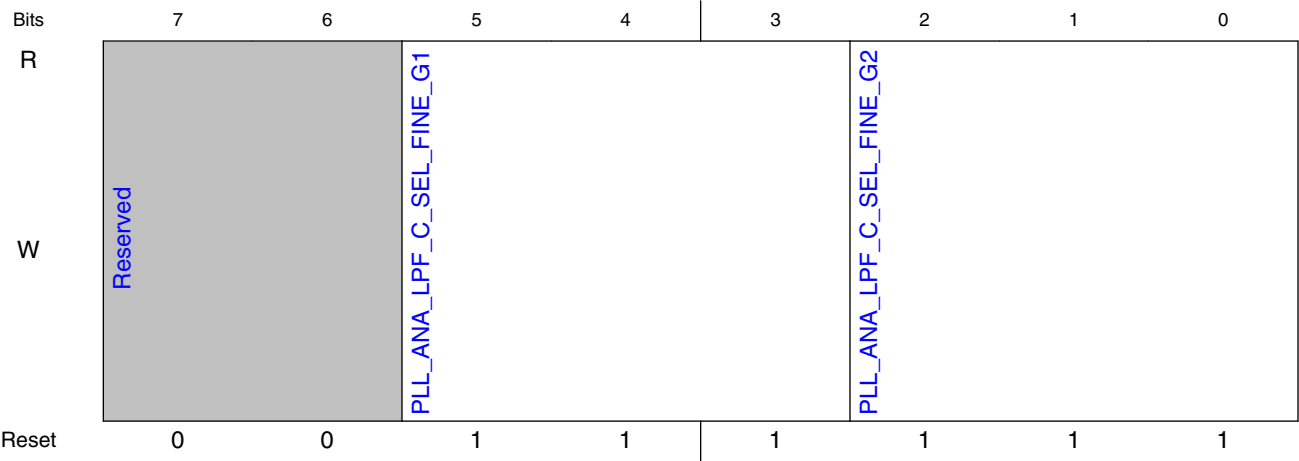 Bits 7 6 5 4 3 2 1 0
R
W
Reserved
PLL_ANA_LPF_C_SEL_FINE_G1
PLL_ANA_LPF_C_SEL_FINE_G2
Reset 0 0 1 1 1 1 1 1